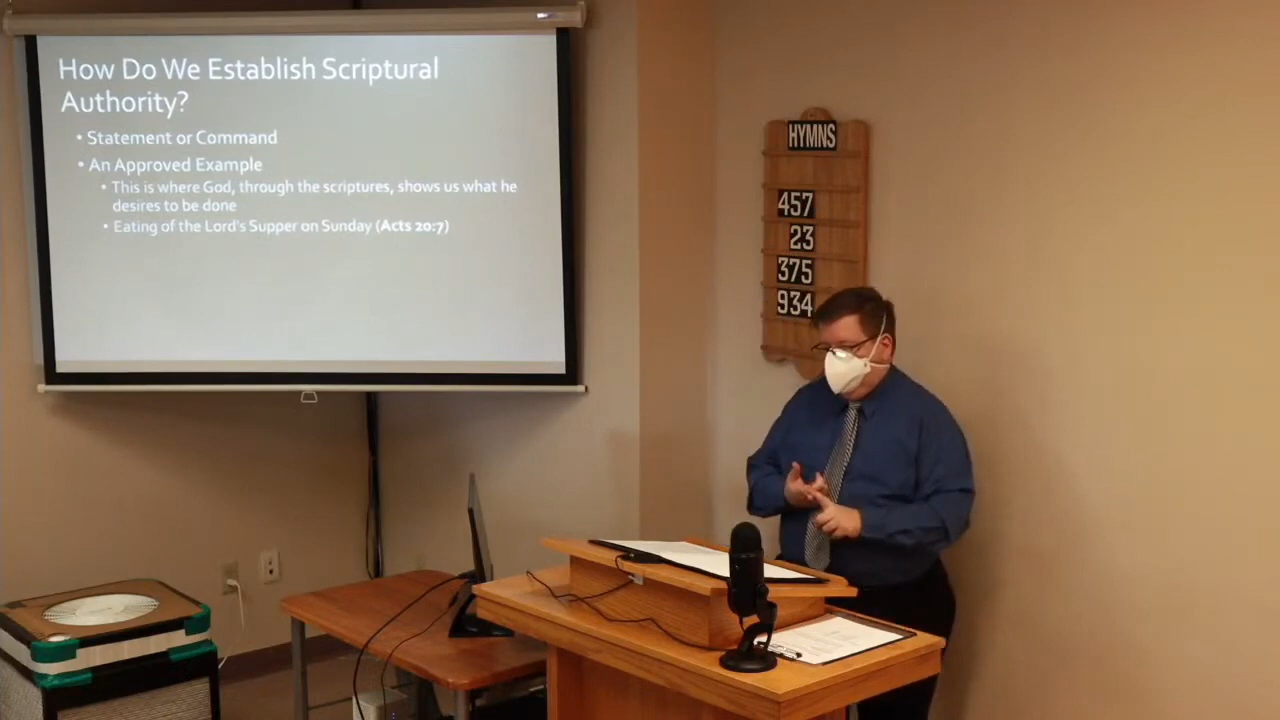 How Do We Establish Scriptural
Authority?
• Statement or Command
• An Approved Example
• This is where God, through the scriptures, shows us what he
desires to be done
• Eating of the Lord's Supper on Sunday (Acts 20:7)
HYMNS
457
23
375
934